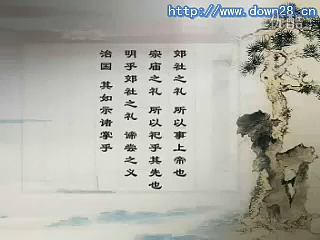 http://www.down28.cn
郊社之礼 所以事上帝也
宗庙之礼 所以祀乎其先也
明乎郊社之礼 谛尝之义
治国 其如示诸掌乎